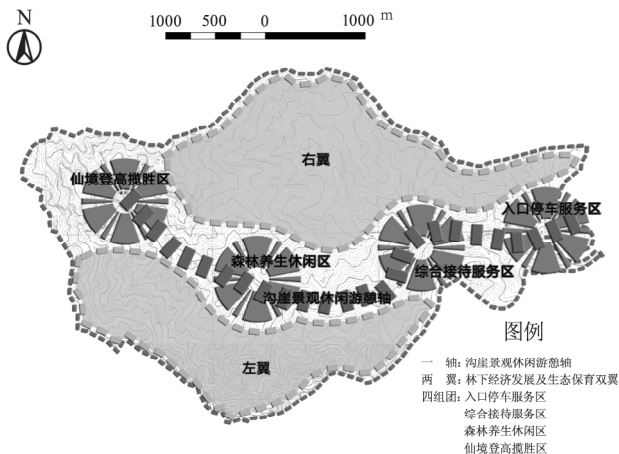 N
1000 500 0 1000 m
右翼
仙境登高揽胜区
入口停车服务区
森林养生休闲区
综合接待服务区
沟崖景观休闲游憩轴
左翼
图例
一 轴：沟崖景观休闲游憩轴
两 翼：林下经济发展及生态保育双翼
四组团：入口停车服务区
综合接待服务区
森林养生休闲区
仙境登高揽胜区